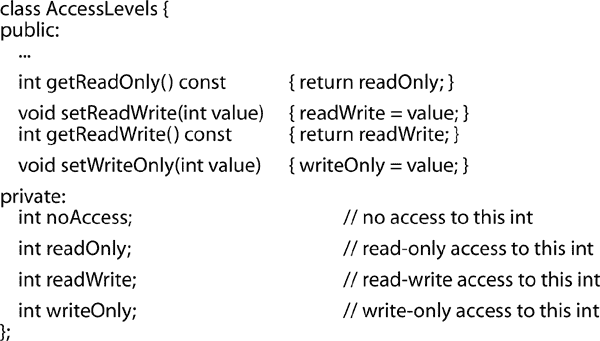 class AccessLevels {
public:
...
int getReadOnly() const { return readOnly; }
void setReadWrite(int value) { readWrite = value; }
int getReadWrite() const { return readWrite; }
void setWriteOnly(int value) { writeOnly = value; }
private:
int noAccess; // no access to this int
int readOnly; // read-only access to this int
int readWrite; // read-write access to this int
int writeOnly; // write-only access to this int
};